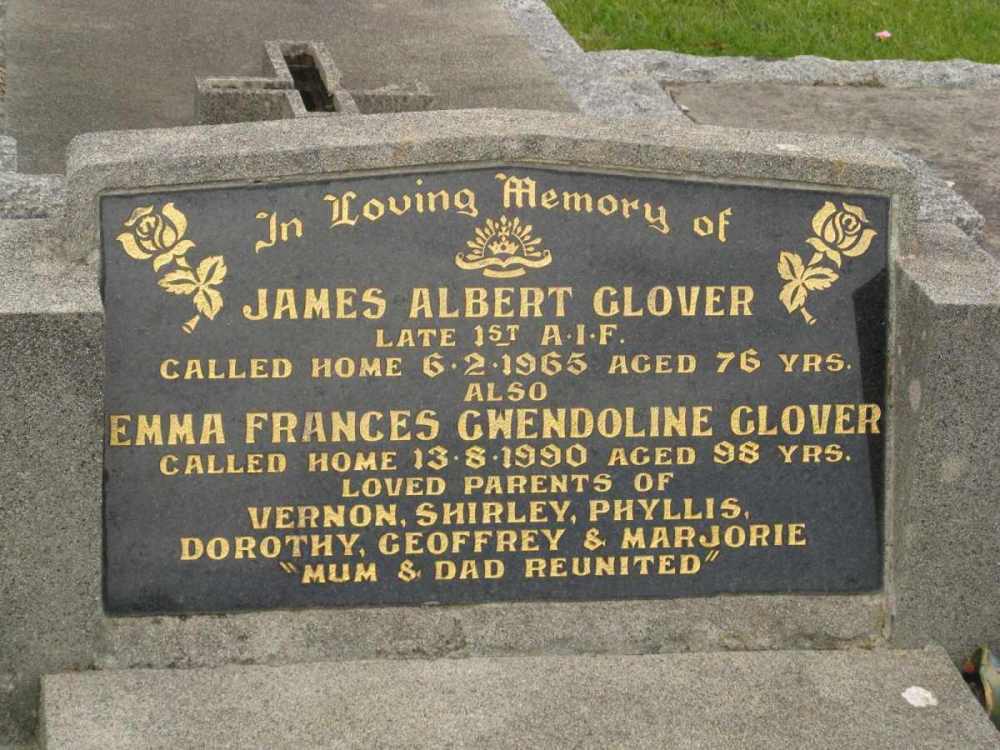 In Loving Memory of
JAMES ALBERT GLOVER
LATE 1ST A·I·F.
CALLED HOME 6·2·1965 AGED 76 YRS.
ALSO
EMMA FRANCES GWENDOLINE GLOVER
CALLED HOME 13·8·1990 AGED 98 YRS.
LOVED PARENTS OF
VERNON, SHIRLEY, PHYLLIS,
DOROTHY, GEOFFREY & MARJORIE
"MUM & DAD REUNITED"